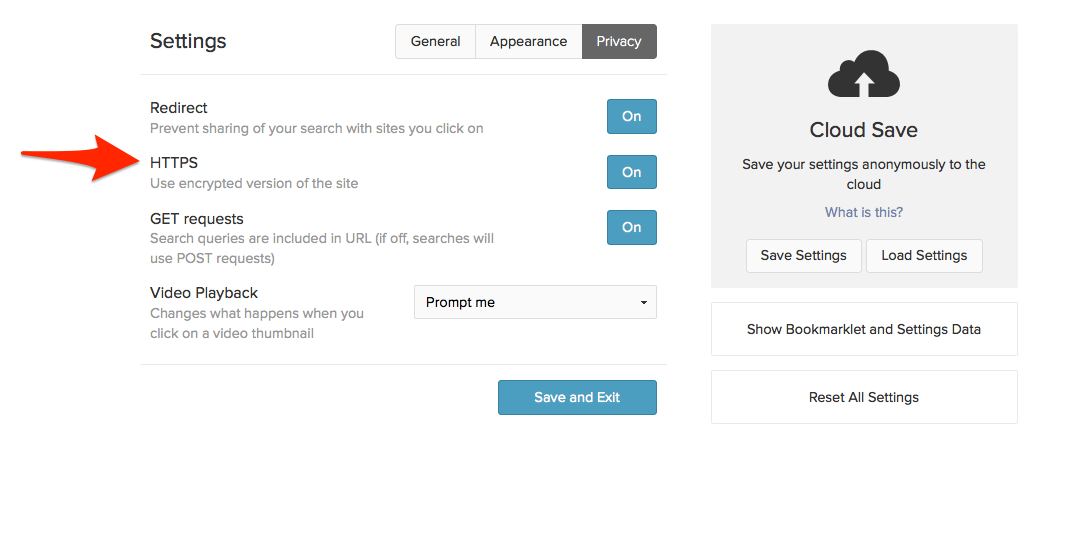 Settings
General
Appearance
Privacy
Redirect
Prevent sharing of your search with sites you click on
On
HTTPS
Use encrypted version of the site
On
GET requests
Search queries are included in URL (if off, searches will
use POST requests)
On
Video Playback
Changes what happens when you
click on a video thumbnail
Prompt me
Save and Exit
Cloud Save
Save your settings anonymously to the
cloud
What is this?
Save Settings
Load Settings
Show Bookmarklet and Settings Data
Reset All Settings